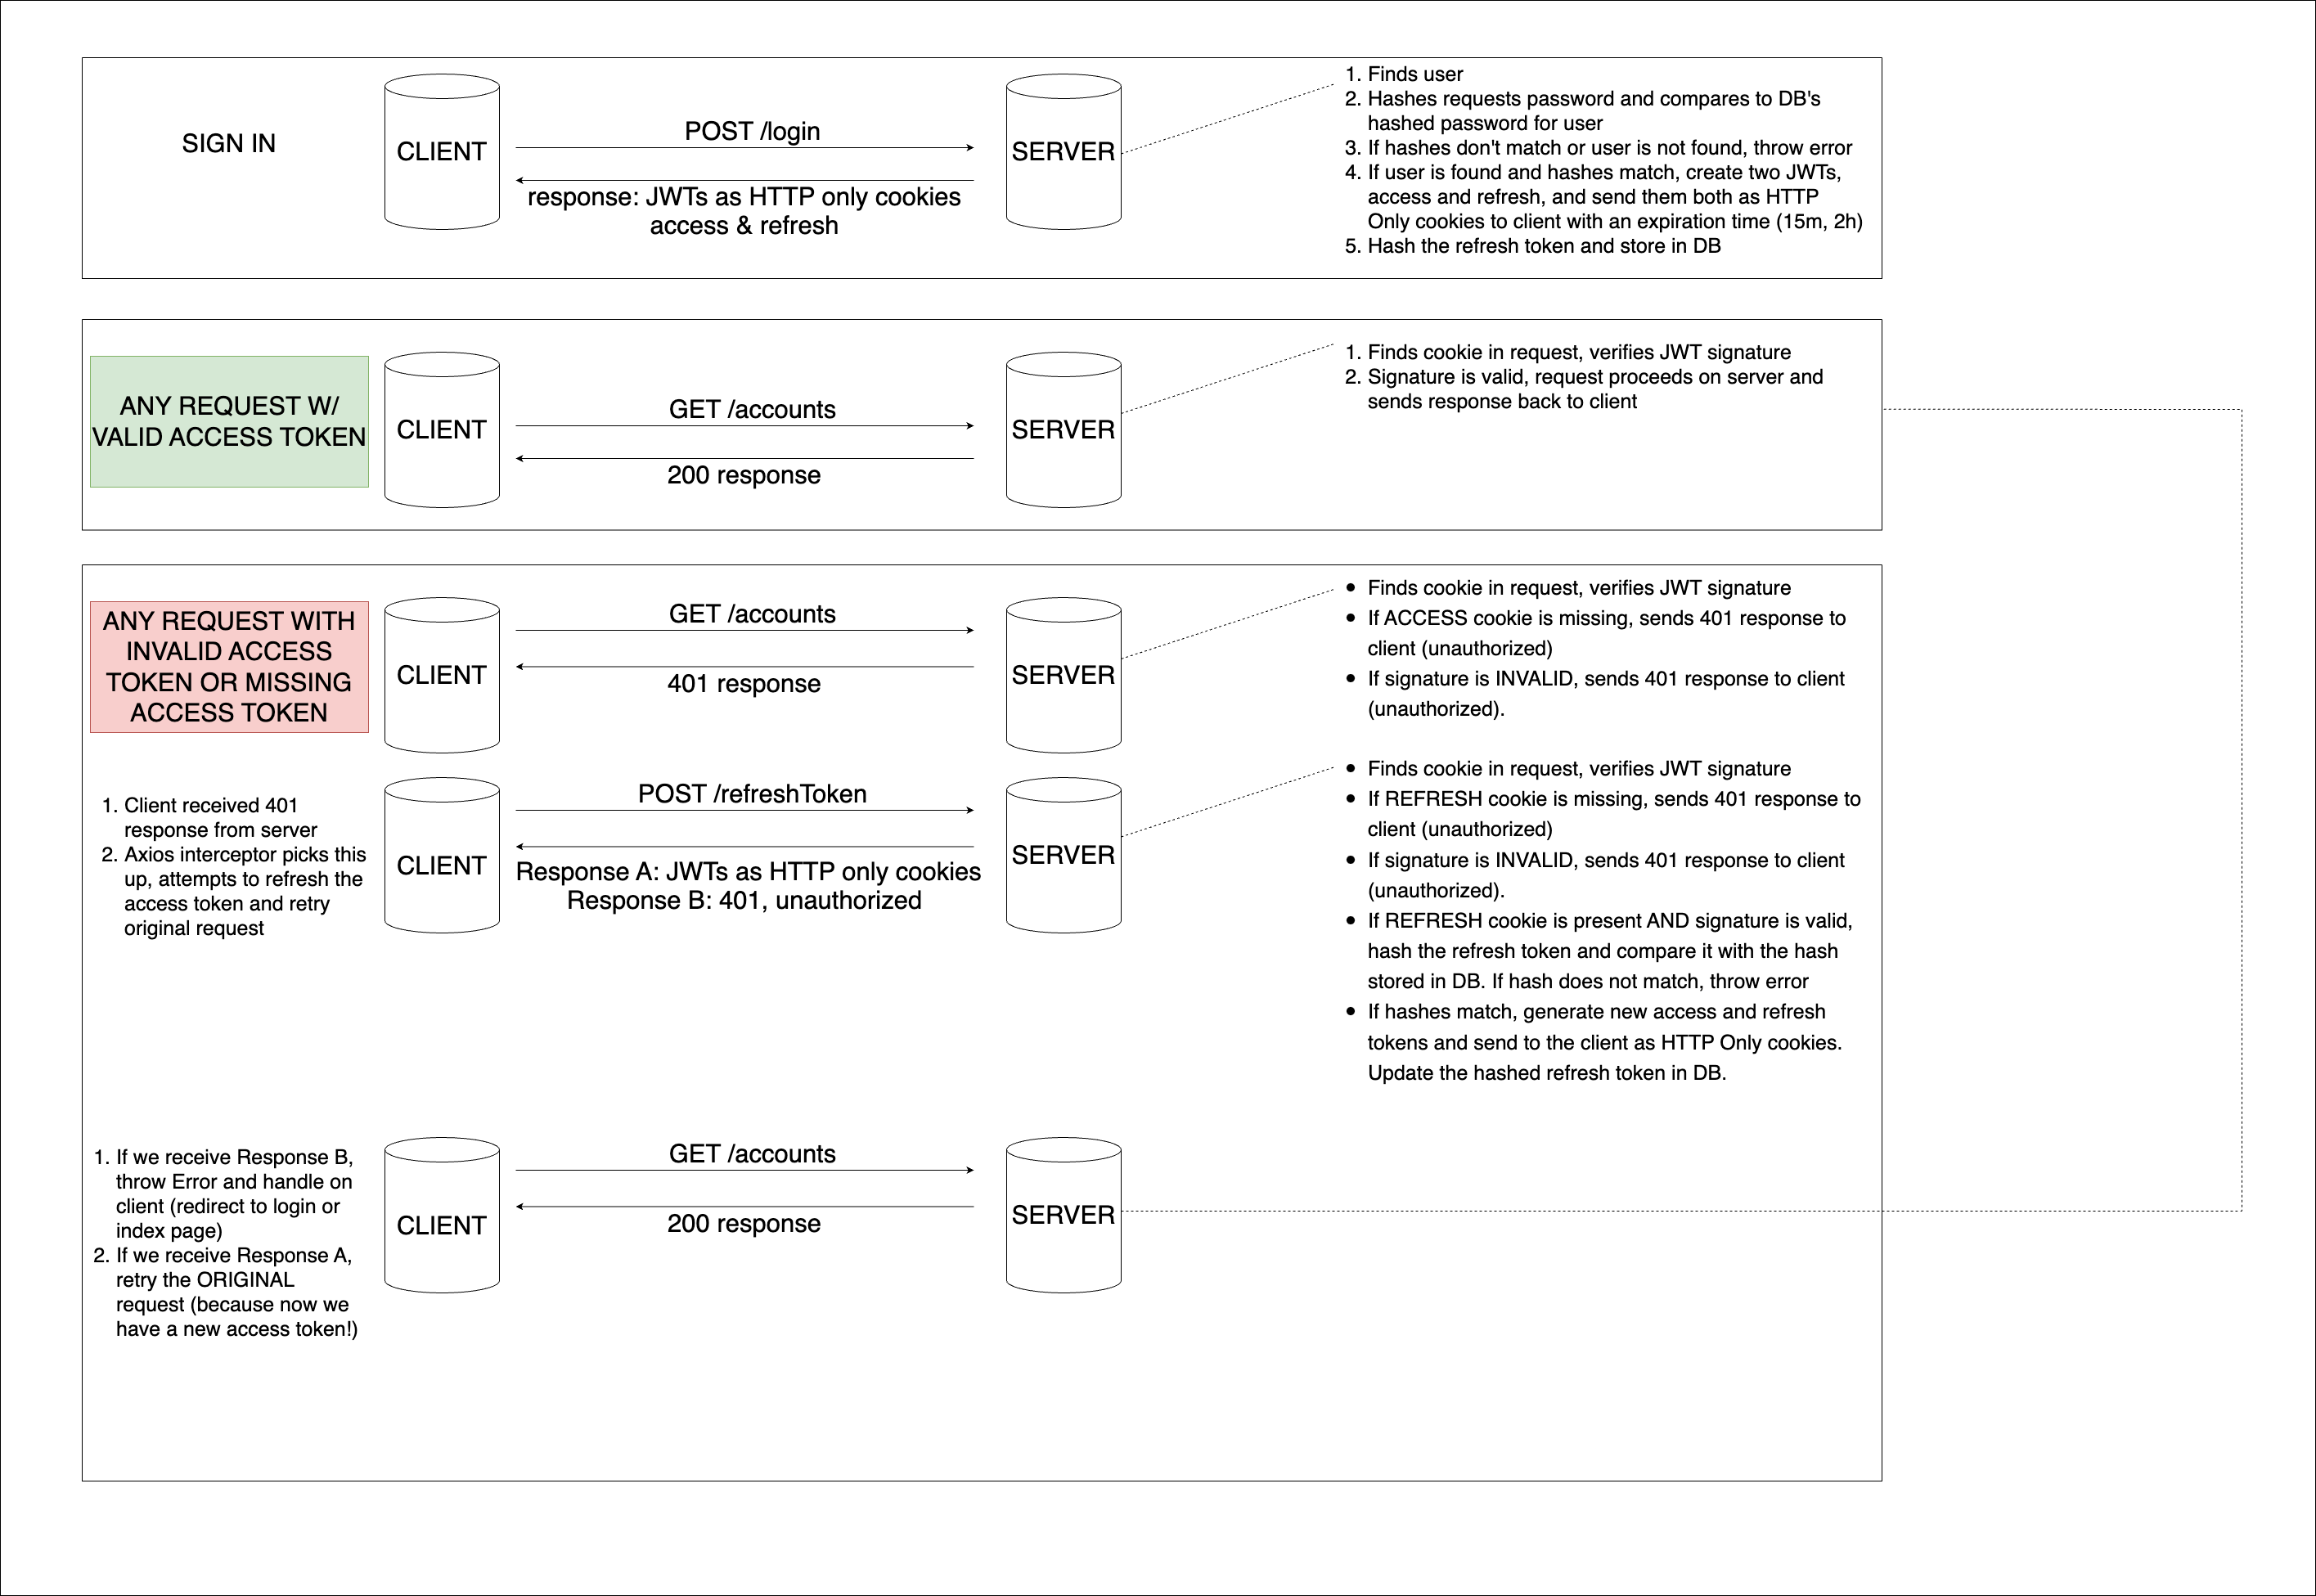 SIGN IN
CLIENT
POST /login
response: JWTs as HTTP only cookies
access & refresh
SERVER
1. Finds user
2. Hashes requests password and compares to DB's
hashed password for user
3. If hashes don't match or user is not found, throw error
4. If user is found and hashes match, create two JWTs,
access and refresh, and send them both as HTTP
Only cookies to client with an expiration time (15m, 2h)
5. Hash the refresh token and store in DB
ANY REQUEST W/
VALID ACCESS TOKEN
CLIENT
GET /accounts
200 response
SERVER
1. Finds cookie in request, verifies JWT signature
2. Signature is valid, request proceeds on server and
sends response back to client
ANY REQUEST WITH
INVALID ACCESS
TOKEN OR MISSING
ACCESS TOKEN
CLIENT
GET /accounts
401 response
SERVER
• Finds cookie in request, verifies JWT signature
• If ACCESS cookie is missing, sends 401 response to
client (unauthorized)
• If signature is INVALID, sends 401 response to client
(unauthorized).
1. Client received 401
response from server
2. Axios interceptor picks this
up, attempts to refresh the
access token and retry
original request
CLIENT
POST /refreshToken
Response A: JWTs as HTTP only cookies
Response B: 401, unauthorized
SERVER
• Finds cookie in request, verifies JWT signature
• If REFRESH cookie is missing, sends 401 response to
client (unauthorized)
• If signature is INVALID, sends 401 response to client
(unauthorized).
• If REFRESH cookie is present AND signature is valid,
hash the refresh token and compare it with the hash
stored in DB. If hash does not match, throw error
• If hashes match, generate new access and refresh
tokens and send to the client as HTTP Only cookies.
Update the hashed refresh token in DB.
1. If we receive Response B,
throw Error and handle on
client (redirect to login or
index page)
2. If we receive Response A,
retry the ORIGINAL
request (because now we
have a new access token!)
CLIENT
GET /accounts
200 response
SERVER